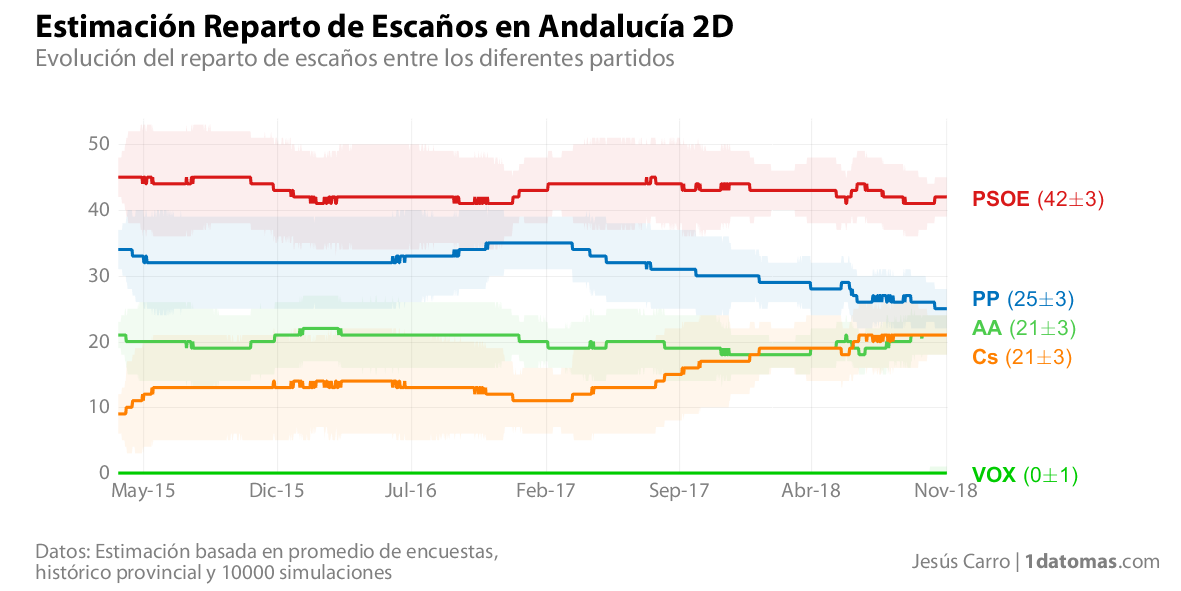 Estimación Reparto de Escaños en Andalucía 2D
Evolución del reparto de escaños entre los diferentes partidos
50
40
30
20
10
0
PSOE (42±3)
PP (25±3)
AA (21±3)
Cs (21±3)
VOX (0±1)
May-15 Dic-15 Jul-16 Feb-17 Sep-17 Abr-18 Nov-18
Datos: Estimación basada en promedio de encuestas,
histórico provincial y 10000 simulaciones
Jesús Carro | 1datomas.com